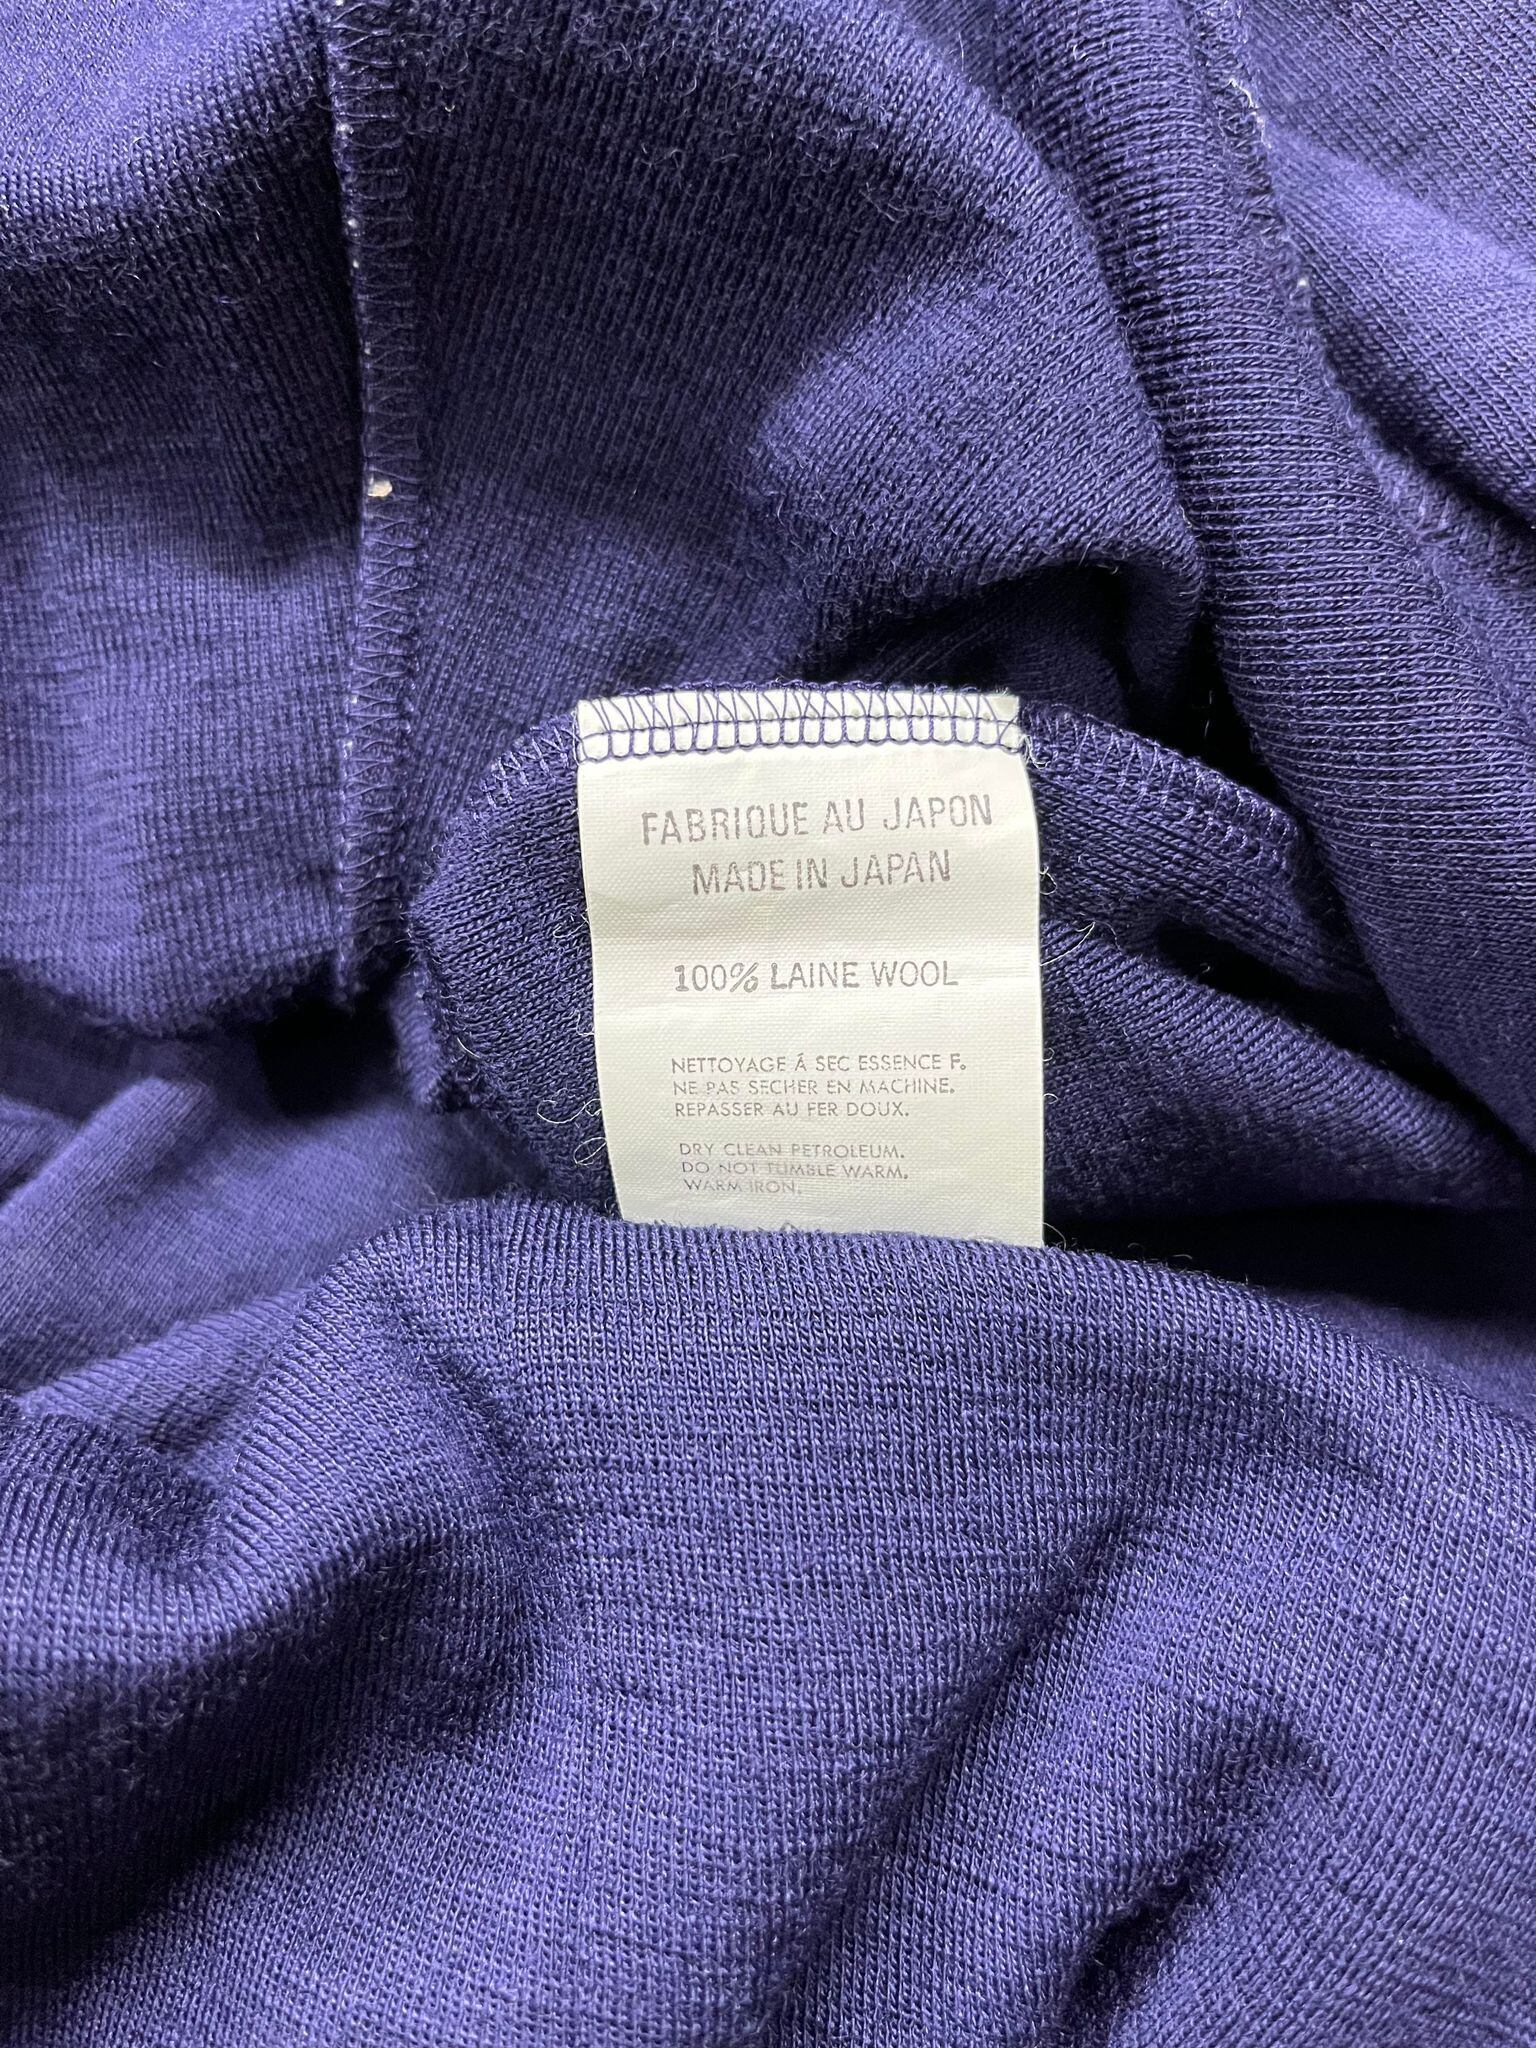 FABRIQUE AU JAPON
MADE IN JAPAN
100% LAINE WOOL
NETTOYAGE Á SEC ESSENCE F.
NE PAS SECHER EN MACHINE.
REPASSER AU FER DOUX.
DRY CLEAN PETROLEUM.
DO NOT TUMBLE WARM.
WARM IRON.